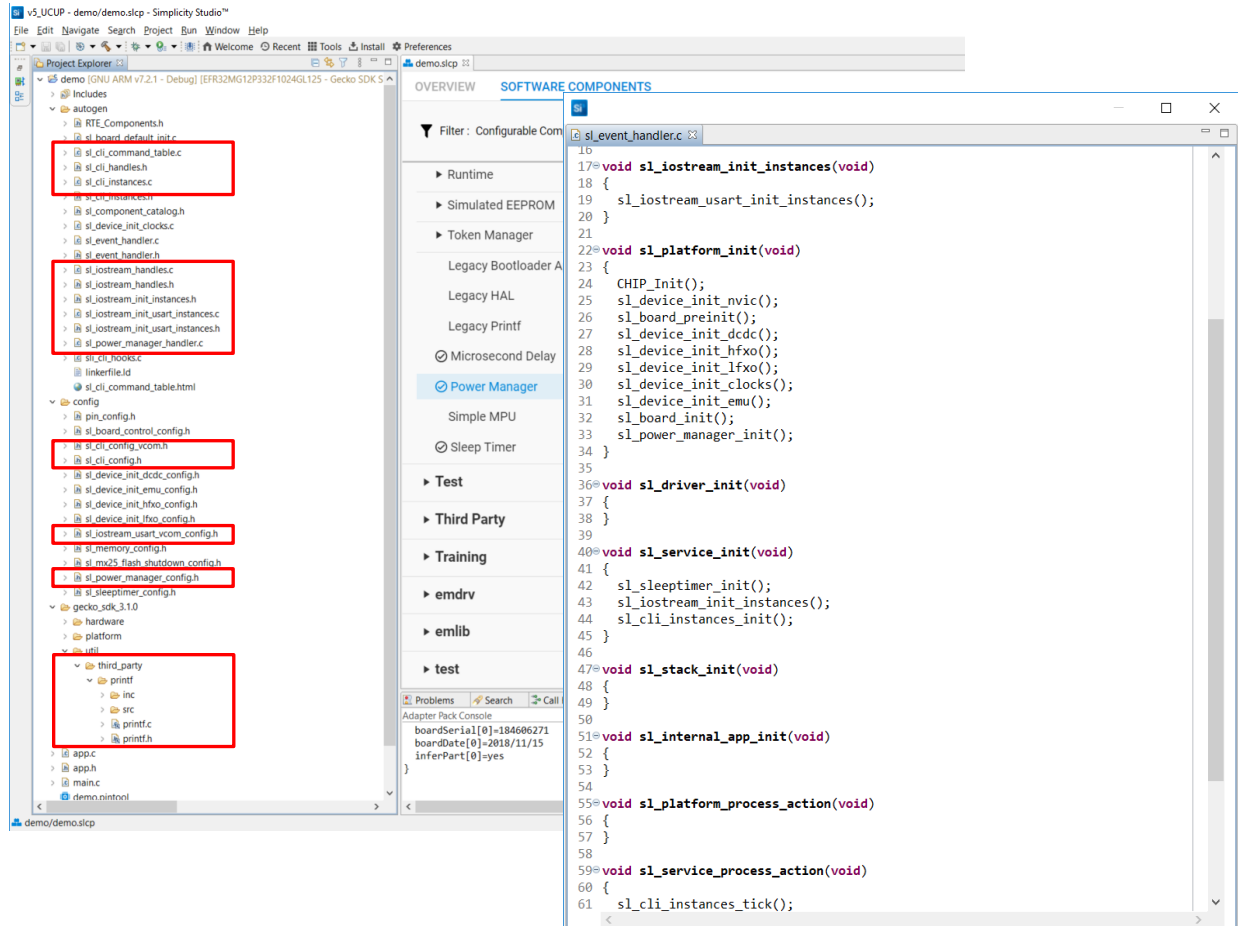 v5_UCUP - demo/demo.slcp - Simplicity Studio™
File Edit Navigate Search Project Run Window Help
Welcome Recent Tools Install Preferences
Project Explorer
demo [GNU ARM v7.2.1 - Debug] [EFR32MG12P332F1024GL125 - Gecko SDK S
Includes
autogen
RTE_Components.h
sl_board_default_init.c
sl_cli_command_table.c
sl_cli_handles.h
sl_cli_instances.c
sl_cli_instances.h
sl_component_catalog.h
sl_device_init_clocks.c
sl_event_handler.c
sl_event_handler.h
sl_iostream_handles.c
sl_iostream_handles.h
sl_iostream_init_instances.h
sl_iostream_init_usart_instances.c
sl_iostream_init_usart_instances.h
sl_power_manager_handler.c
sli_cli_hooks.c
linkerfile.ld
sl_cli_command_table.html
config
pin_config.h
sl_board_control_config.h
sl_cli_config_vcom.h
sl_cli_config.h
sl_device_init_dcdc_config.h
sl_device_init_emu_config.h
sl_device_init_hfxo_config.h
sl_device_init_lfxo_config.h
sl_iostream_usart_vcom_config.h
sl_memory_config.h
sl_mx25_flash_shutdown_config.h
sl_power_manager_config.h
sl_sleeptimer_config.h
gecko_sdk_3.1.0
hardware
platform
util
third_party
printf
inc
src
printf.c
printf.h
app.c
app.h
main.c
demo.pintool
demo/demo.slcp
demo.slcp
OVERVIEW SOFTWARE COMPONENTS
Filter : Configurable Com
Runtime
Simulated EEPROM
Token Manager
Legacy Bootloader A
Legacy HAL
Legacy Printf
Microsecond Delay
Power Manager
Simple MPU
Sleep Timer
Test
Third Party
Training
emdrv
emlib
test
Problems Search Call
Adapter Pack Console
boardSerial[0]=184606271
boardDate[0]=2018/11/15
inferPart[0]=yes
}
Si
sl_event_handler.c
16
17 void sl_iostream_init_instances(void)
18 {
19 sl_iostream_usart_init_instances();
20 }
21
22 void sl_platform_init(void)
23 {
24 CHIP_Init();
25 sl_device_init_nvic();
26 sl_board_preinit();
27 sl_device_init_dcdc();
28 sl_device_init_hfxo();
29 sl_device_init_lfxo();
30 sl_device_init_clocks();
31 sl_device_init_emu();
32 sl_board_init();
33 sl_power_manager_init();
34 }
35
36 void sl_driver_init(void)
37 {
38 }
39
40 void sl_service_init(void)
41 {
42 sl_sleeptimer_init();
43 sl_iostream_init_instances();
44 sl_cli_instances_init();
45 }
46
47 void sl_stack_init(void)
48 {
49 }
50
51 void sl_internal_app_init(void)
52 {
53 }
54
55 void sl_platform_process_action(void)
56 {
57 }
58
59 void sl_service_process_action(void)
60 {
61 sl_cli_instances_tick();